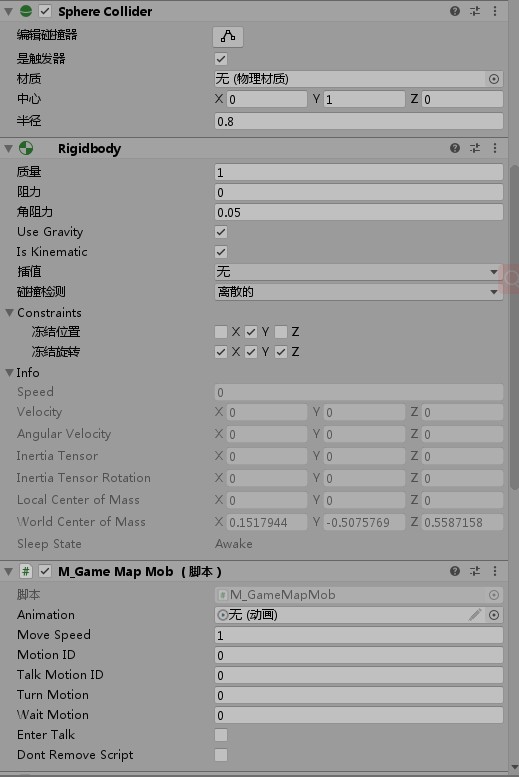 Sphere Collider
编辑碰撞器
是触发器
材质 无 (物理材质)
中心 X 0 Y 1 Z 0
半径 0.8
Rigidbody
质量 1
阻力 0
角阻力 0.05
Use Gravity
Is Kinematic
插值 无
碰撞检测 离散的
Constraints
冻结位置 X Y Z
冻结旋转 X Y Z
Info
Speed 0
Velocity X 0 Y 0 Z 0
Angular Velocity X 0 Y 0 Z 0
Inertia Tensor X 0 Y 0 Z 0
Inertia Tensor Rotation X 0 Y 0 Z 0
Local Center of Mass X 0 Y 0 Z 0
World Center of Mass X 0.1517944 Y -0.5075769 Z 0.5587158
Sleep State Awake
# M_Game Map Mob (脚本)
脚本 # M_GameMapMob
Animation 无 (动画)
Move Speed 1
Motion ID 0
Talk Motion ID 0
Turn Motion 0
Wait Motion 0
Enter Talk
Dont Remove Script